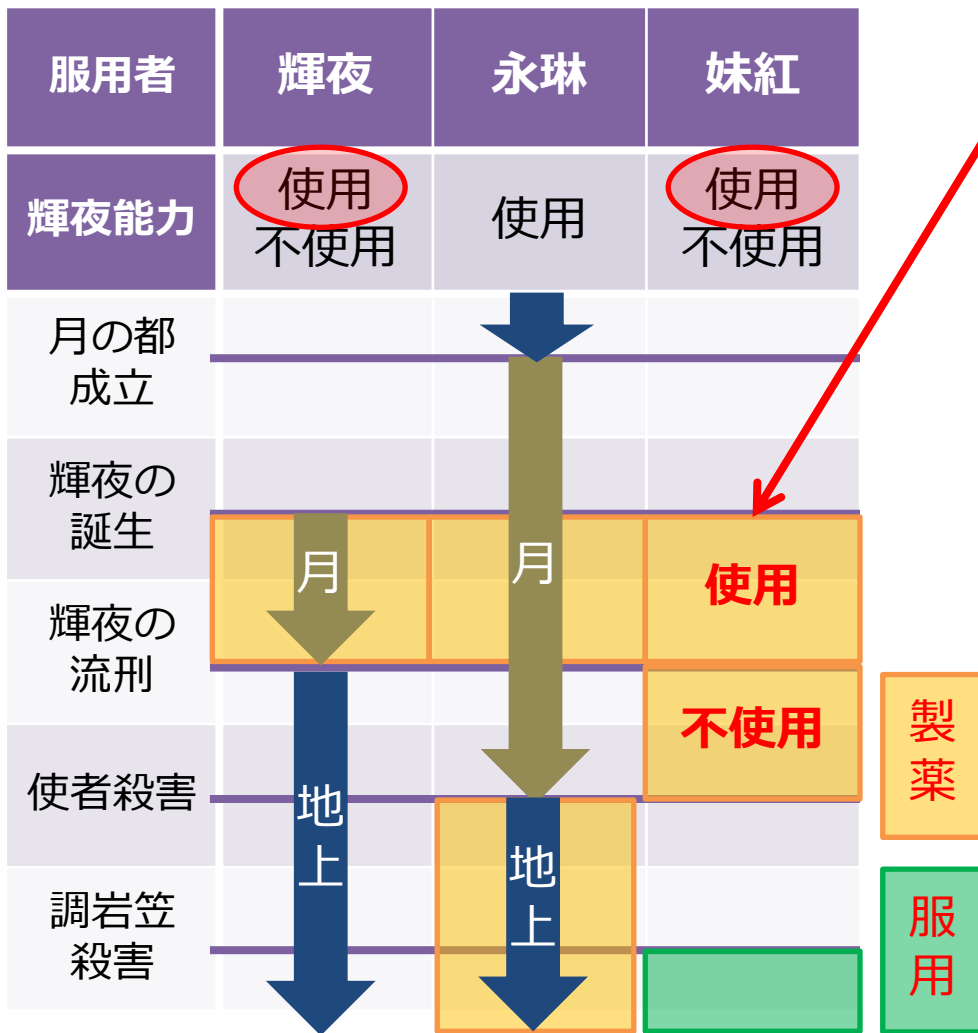 服用者
輝夜
永琳
妹紅
輝夜能力
使用
不使用
使用
使用
不使用
月の都
成立
輝夜の
誕生
月
月
使用
輝夜の
流刑
不使用
製
薬
使者殺害
地
上
地
上
調岩笠
殺害
服
用